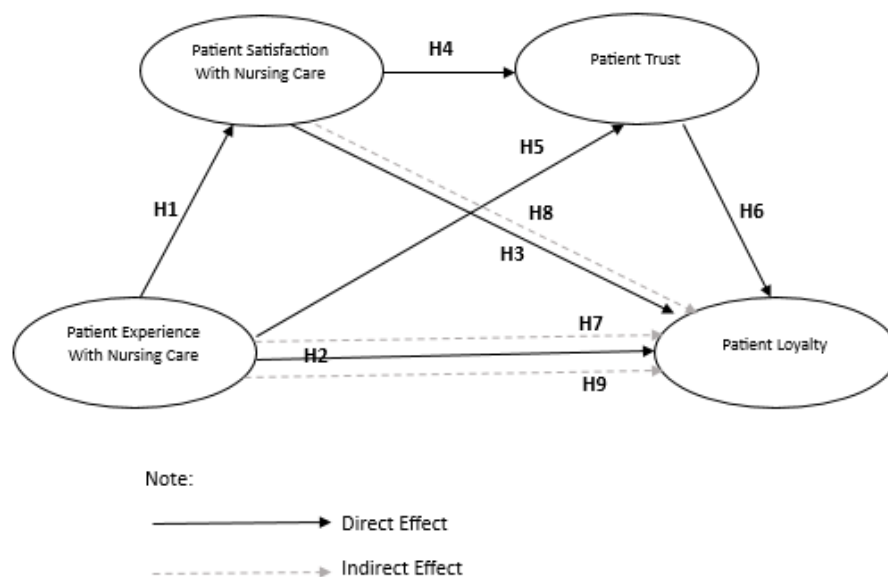 Patient Satisfaction
With Nursing Care
H4
Patient Trust
H5
H1
H8
H6
H3
Patient Experience
With Nursing Care
H7
H2
H9
Patient Loyalty
Note:
Direct Effect
Indirect Effect